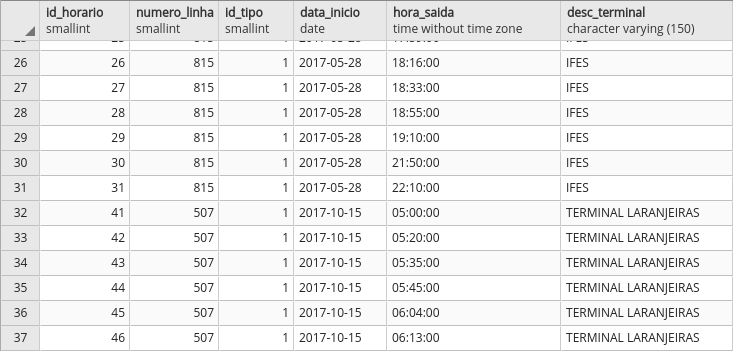 id_horario numero_linha id_tipo data_inicio hora_saida desc_terminal
smallint smallint smallint date time without time zone character varying (150)
26 26 815 1 2017-05-28 18:16:00 IFES
27 27 815 1 2017-05-28 18:33:00 IFES
28 28 815 1 2017-05-28 18:55:00 IFES
29 29 815 1 2017-05-28 19:10:00 IFES
30 30 815 1 2017-05-28 21:50:00 IFES
31 31 815 1 2017-05-28 22:10:00 IFES
32 41 507 1 2017-10-15 05:00:00 TERMINAL LARANJEIRAS
33 42 507 1 2017-10-15 05:20:00 TERMINAL LARANJEIRAS
34 43 507 1 2017-10-15 05:35:00 TERMINAL LARANJEIRAS
35 44 507 1 2017-10-15 05:45:00 TERMINAL LARANJEIRAS
36 45 507 1 2017-10-15 06:04:00 TERMINAL LARANJEIRAS
37 46 507 1 2017-10-15 06:13:00 TERMINAL LARANJEIRAS